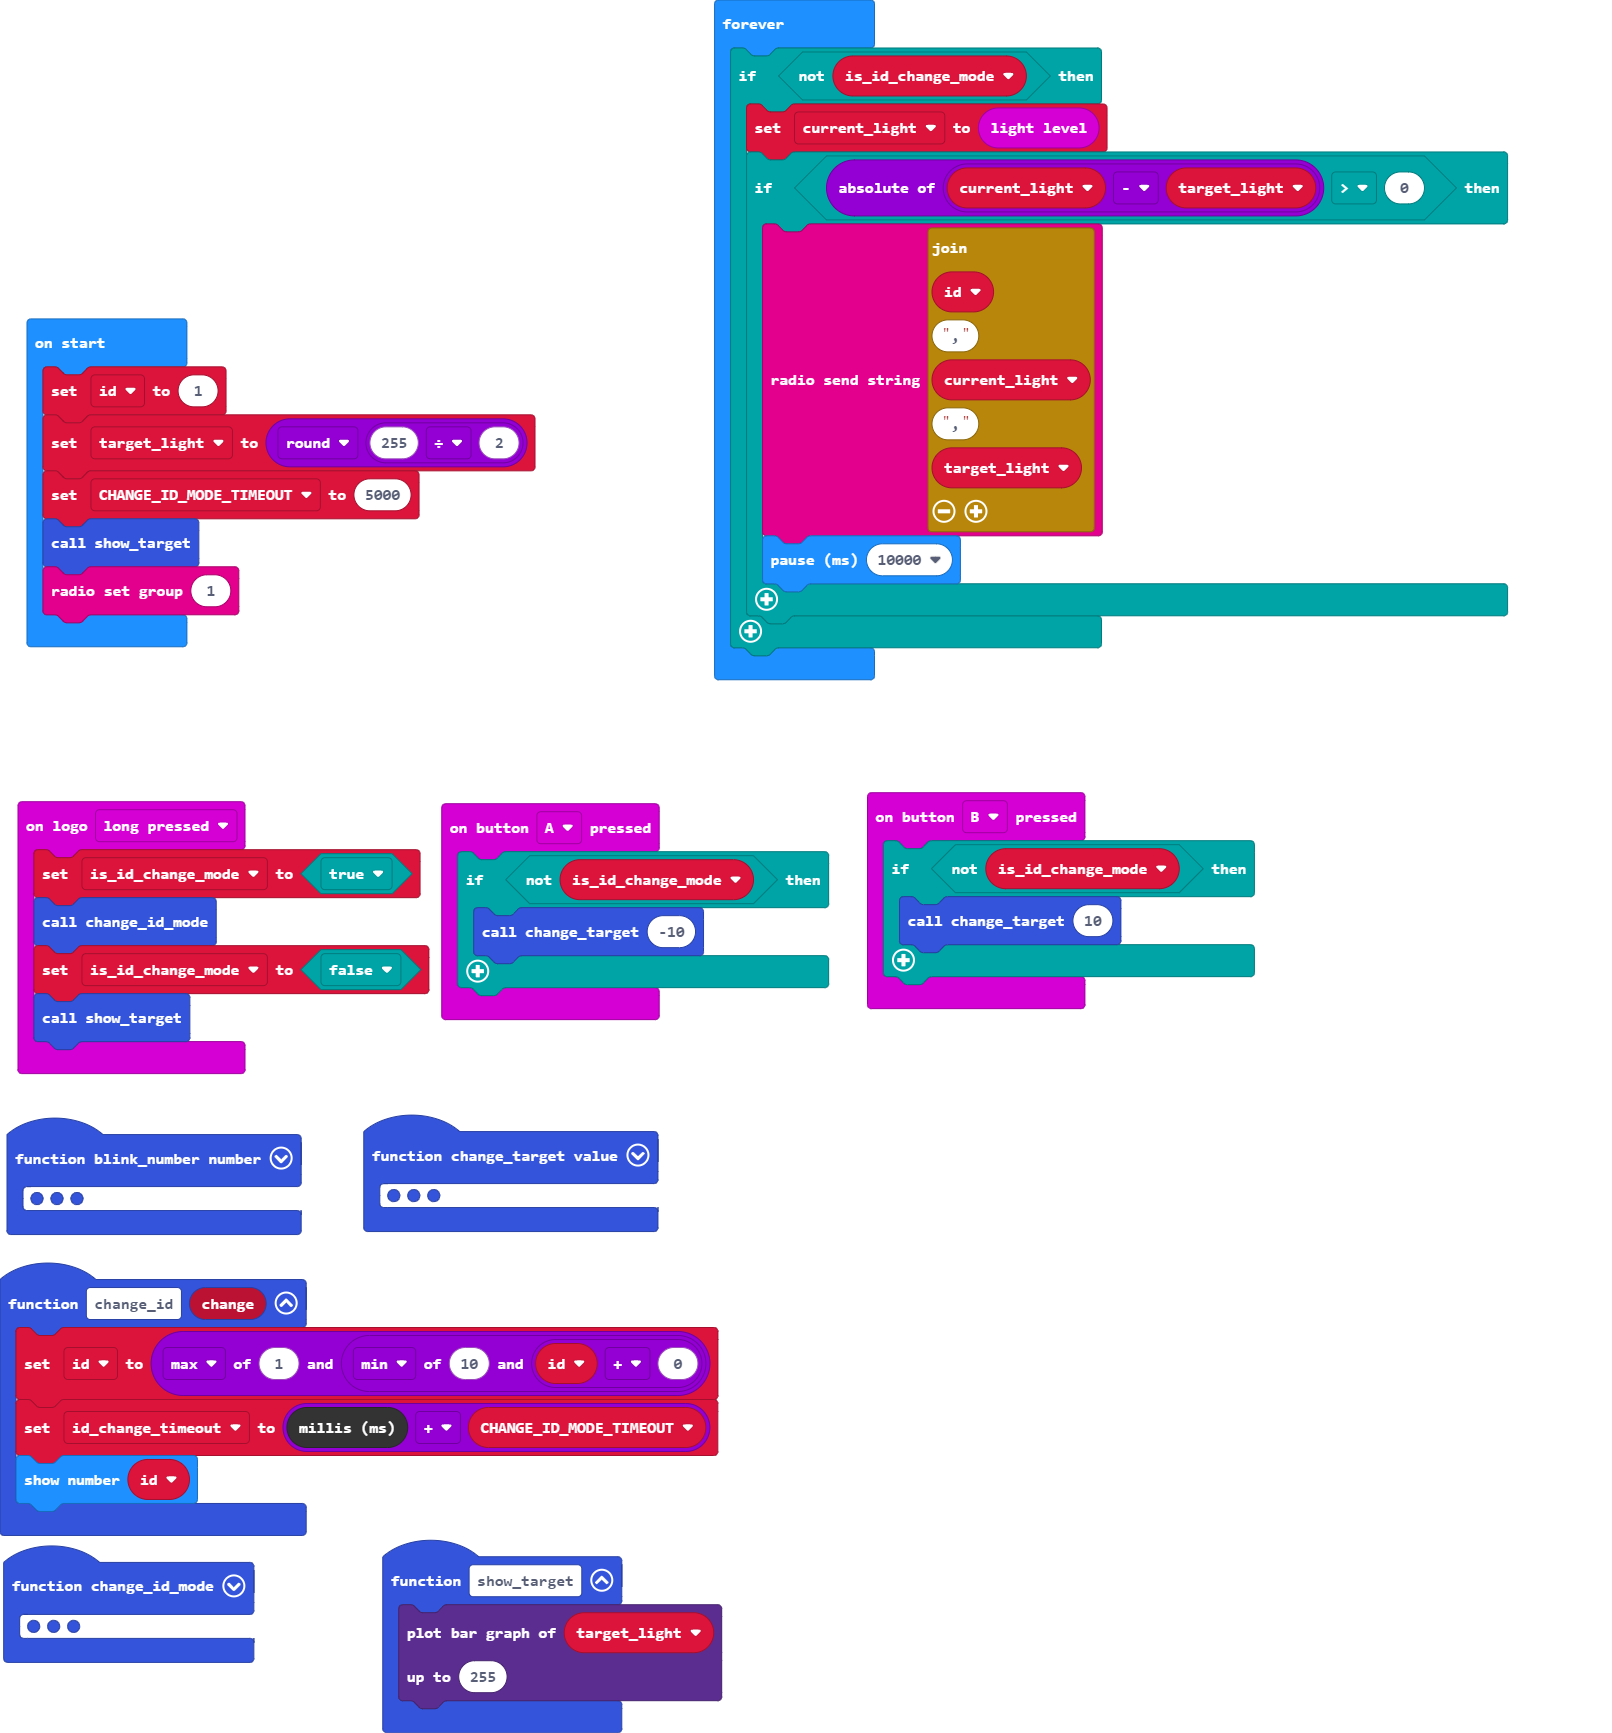 forever
if not is_id_change_mode then
set current_light to light level
if absolute of current_light - target_light > 0 then
join
id
","
radio send string current_light
","
target_light
pause (ms) 10000
on start
set id to 1
set target_light to round 255 ÷ 2
set CHANGE_ID_MODE_TIMEOUT to 5000
call show_target
radio set group 1
on logo long pressed
set is_id_change_mode to true
call change_id_mode
set is_id_change_mode to false
call show_target
on button A pressed
if not is_id_change_mode then
call change_target -10
on button B pressed
if not is_id_change_mode then
call change_target 10
function blink_number number
function change_target value
function change_id change
set id to max of 1 and min of 10 and id + 0
set id_change_timeout to millis (ms) + CHANGE_ID_MODE_TIMEOUT
show number id
function change_id_mode
function show_target
plot bar graph of target_light
up to 255